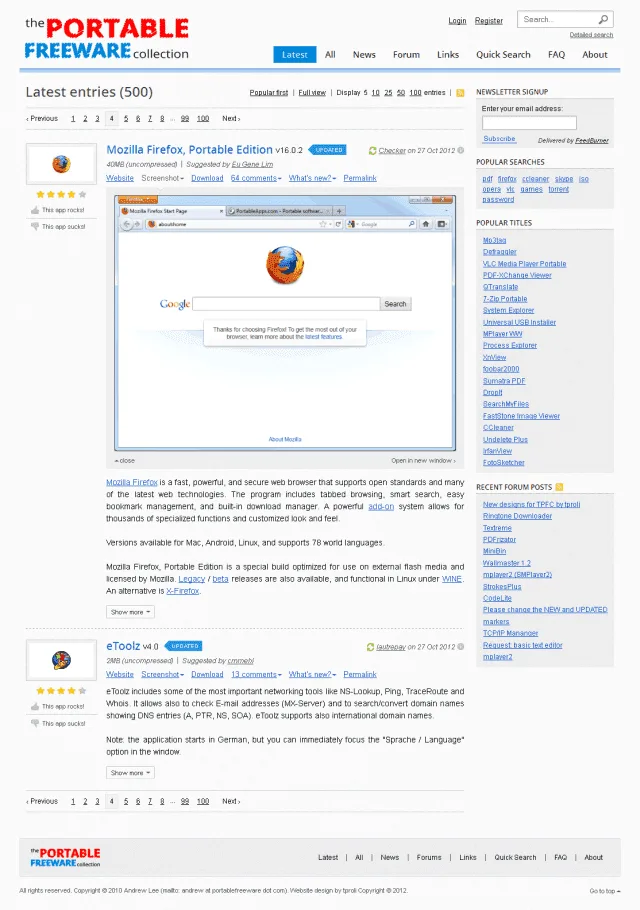 the PORTABLE
FREEWARE collection
Login Register Search...
Detailed search
Latest All News Forum Links Quick Search FAQ About
Latest entries (500)
Popular first | Full view | Display 5 10 25 50 100 entries |
‹ Previous 1 2 3 4 5 6 7 8 ... 99 100 Next ›
Mozilla Firefox, Portable Edition v16.0.2 UPDATED
Checker on 27 Oct 2012
40MB (uncompressed) | Suggested by Eu Gene Lim
Website Screenshot Download 64 comments What's new? Permalink
This app rocks!
This app sucks!
Firefox
Mozilla Firefox Start Page
PortableApps.com - Portable softwar...
about:home
Google
Google Search
Thanks for choosing Firefox! To get the most out of your
browser, learn more about the latest features.
About Mozilla
close
Open in new window ›
Mozilla Firefox is a fast, powerful, and secure web browser that supports open standards and many
of the latest web technologies. The program includes tabbed browsing, smart search, easy
bookmark management, and built-in download manager. A powerful add-on system allows for
thousands of specialized functions and customized look and feel.
Versions available for Mac, Android, Linux, and supports 78 world languages.
Mozilla Firefox, Portable Edition is a special build optimized for use on external flash media and
licensed by Mozilla. Legacy / beta releases are also available, and functional in Linux under WINE.
An alternative is X-Firefox.
Show more
eToolz v4.0 UPDATED
lautrepay on 27 Oct 2012
2MB (uncompressed) | Suggested by cmmehl
Website Screenshot Download 13 comments What's new? Permalink
This app rocks!
This app sucks!
eToolz includes some of the most important networking tools like NS-Lookup, Ping, TraceRoute and
Whois. It allows also to check E-mail addresses (MX-Server) and to search/convert domain names
showing DNS entries (A, PTR, NS, SOA). eToolz supports also international domain names.
Note: the application starts in German, but you can immediately focus the "Sprache / Language"
option in the window.
Show more
‹ Previous 1 2 3 4 5 6 7 8 ... 99 100 Next ›
NEWSLETTER SIGNUP
Enter your email address:
Subscribe Delivered by FeedBurner
POPULAR SEARCHES
pdf firefox ccleaner skype iso
opera vlc games torrent
password
POPULAR TITLES
Mp3tag
Defraggler
VLC Media Player Portable
PDF-XChange Viewer
QTranslate
7-Zip Portable
System Explorer
Universal USB Installer
MPlayer WW
Process Explorer
XnView
foobar2000
Sumatra PDF
DropIt
SearchMyFiles
FastStone Image Viewer
CCleaner
Undelete Plus
IrfanView
FotoSketcher
RECENT FORUM POSTS
New designs for TPFC by tproli
Ringtone Downloader
Textreme
PDFrizator
MiniBin
Wallmaster 1.2
mplayer2 (SMPlayer2)
StrokesPlus
CodeLite
Please change the NEW and UPDATED
markers
TCP/IP Mananger
Request: basic text editor
mplayer2
the PORTABLE
FREEWARE collection
Latest | All | News | Forums | Links | Quick Search | FAQ | About
All rights reserved. Copyright © 2010 Andrew Lee (mailto: andrew at portablefreeware dot com). Website design by tproli Copyright © 2012.
Go to top